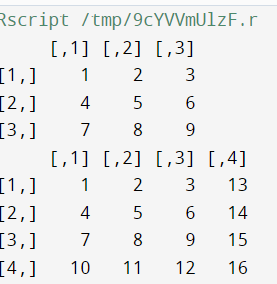 Rscript /tmp/9cYVVmUlzF.r
     [,1] [,2] [,3]
[1,]    1    2    3
[2,]    4    5    6
[3,]    7    8    9
     [,1] [,2] [,3] [,4]
[1,]    1    2    3   13
[2,]    4    5    6   14
[3,]    7    8    9   15
[4,]   10   11   12   16